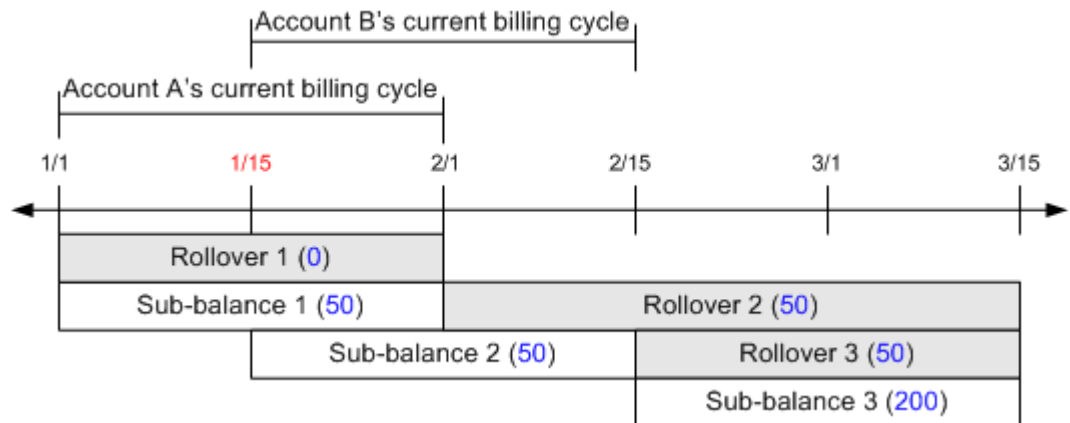 Account B's current billing cycle
Account A's current billing cycle
1/1 1/15 2/1 2/15 3/1 3/15
Rollover 1 (0)
Sub-balance 1 (50) Rollover 2 (50)
Sub-balance 2 (50) Rollover 3 (50)
Sub-balance 3 (200)